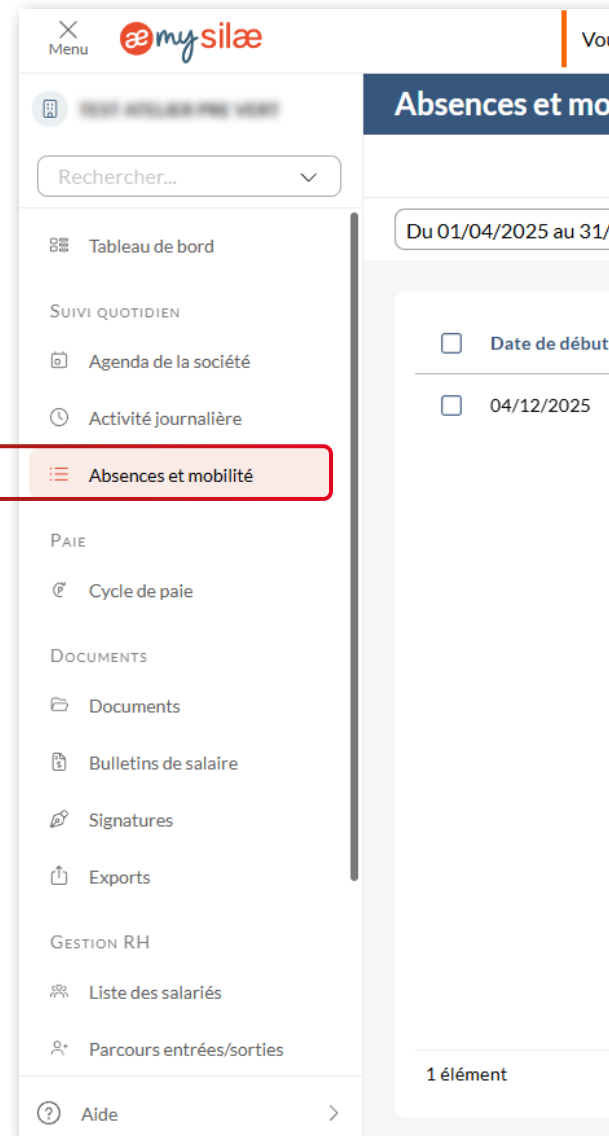 Menu
æ mysilæ
Vou
Absences et mo
Rechercher...
Du 01/04/2025 au 31/
Tableau de bord
SUIVI QUOTIDIEN
Date de début
Agenda de la société
04/12/2025
Activité journalière
Absences et mobilité
PAIE
Cycle de paie
DOCUMENTS
Documents
Bulletins de salaire
Signatures
Exports
GESTION RH
Liste des salariés
Parcours entrées/sorties
1 élément
Aide